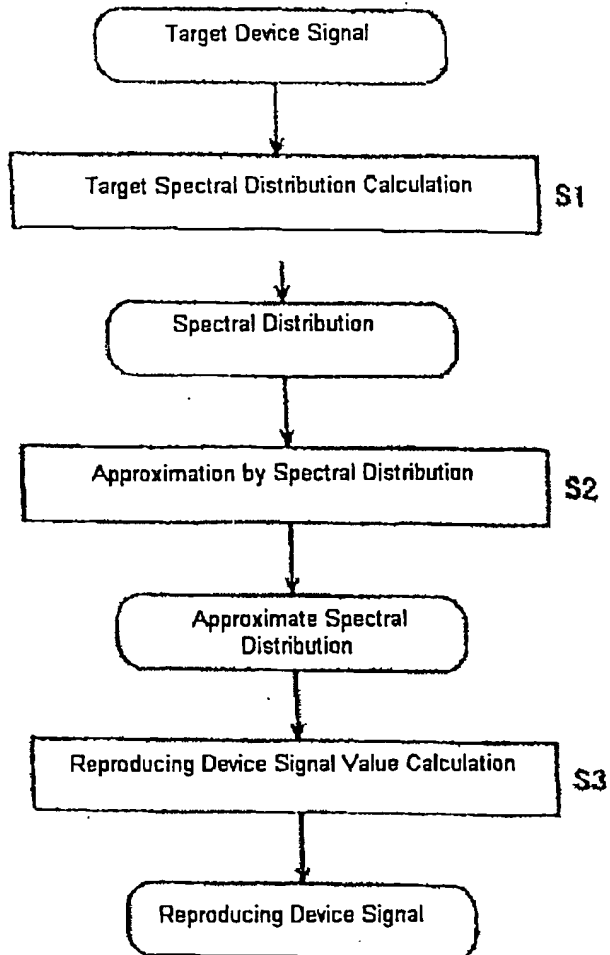 Target Device Signal
Target Spectral Distribution Calculation
S1
Spectral Distribution
Approximation by Spectral Distribution
S2
Approximate Spectral
Distribution
Reproducing Device Signal Value Calculation
S3
Reproducing Device Signal